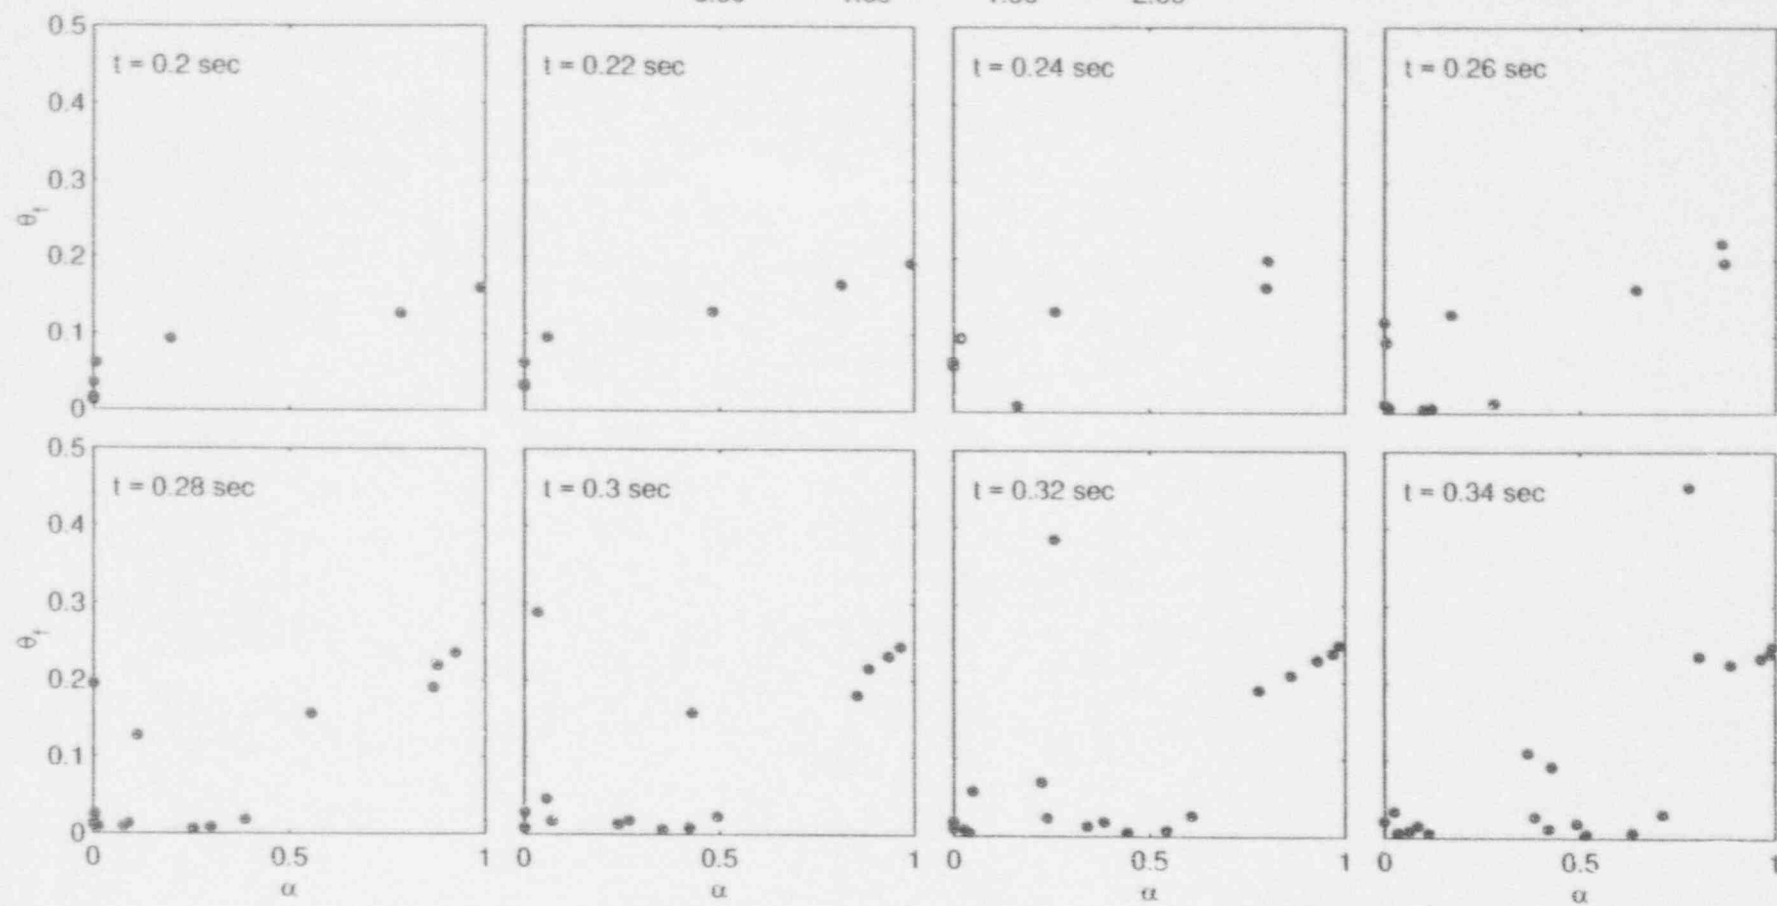 t = 0.2 sec
t = 0.22 sec
t = 0.24 sec
t = 0.26 sec
0.5
0.4
0.3
0.2
0.1
0
θf
t = 0.28 sec
t = 0.3 sec
t = 0.32 sec
t = 0.34 sec
0.5
0.4
0.3
0.2
0.1
0
θf
0 0.5 1 0 0.5 1 0 0.5 1 0 0.5 1
α α α α